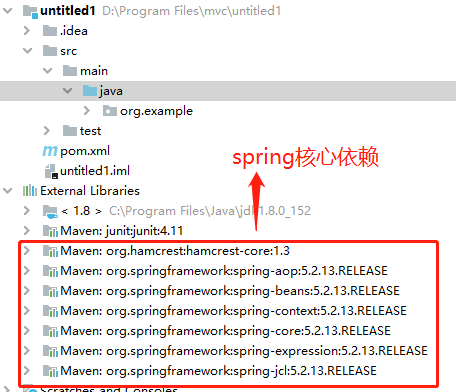 untitled1 D:\Program Files\mvc\untitled1
.idea
src
main
java
org.example
test
pom.xml
untitled1.iml
spring核心依赖
External Libraries
< 1.8 > C:\Program Files\Java\jdk1.8.0_152
Maven: junit:junit:4.11
Maven: org.hamcrest:hamcrest-core:1.3
Maven: org.springframework:spring-aop:5.2.13.RELEASE
Maven: org.springframework:spring-beans:5.2.13.RELEASE
Maven: org.springframework:spring-context:5.2.13.RELEASE
Maven: org.springframework:spring-core:5.2.13.RELEASE
Maven: org.springframework:spring-expression:5.2.13.RELEASE
Maven: org.springframework:spring-jcl:5.2.13.RELEASE
Scratches and Consoles